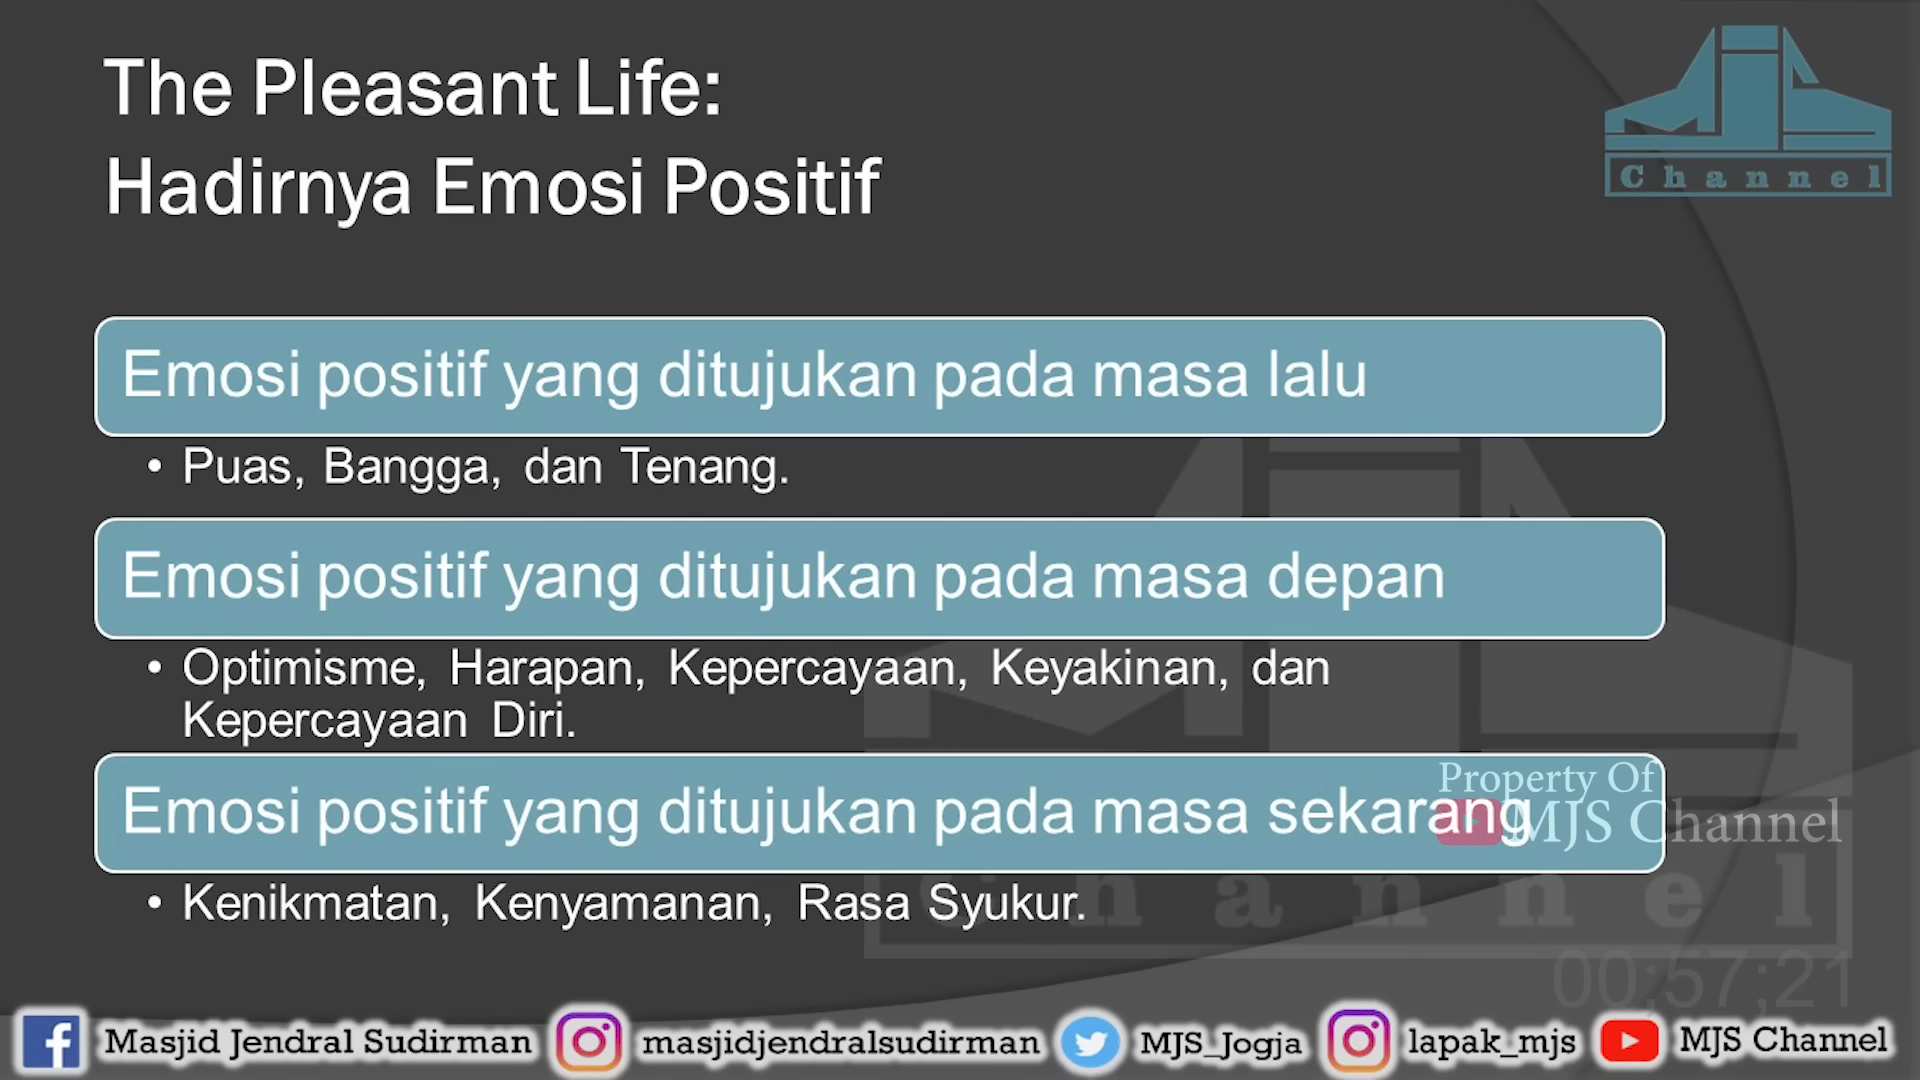 The Pleasant Life:
Hadirnya Emosi Positif
MJS
Channel
Emosi positif yang ditujukan pada masa lalu
• Puas, Bangga, dan Tenang.
Emosi positif yang ditujukan pada masa depan
• Optimisme, Harapan, Kepercayaan, Keyakinan, dan
Kepercayaan Diri.
Emosi positif yang ditujukan pada masa sekarang
Property Of
MJS Channel
• Kenikmatan, Kenyamanan, Rasa Syukur.
Channel
00;57;21
Masjid Jendral Sudirman
masjidjendralsudirman
MJS_Jogja
lapak_mjs
MJS Channel